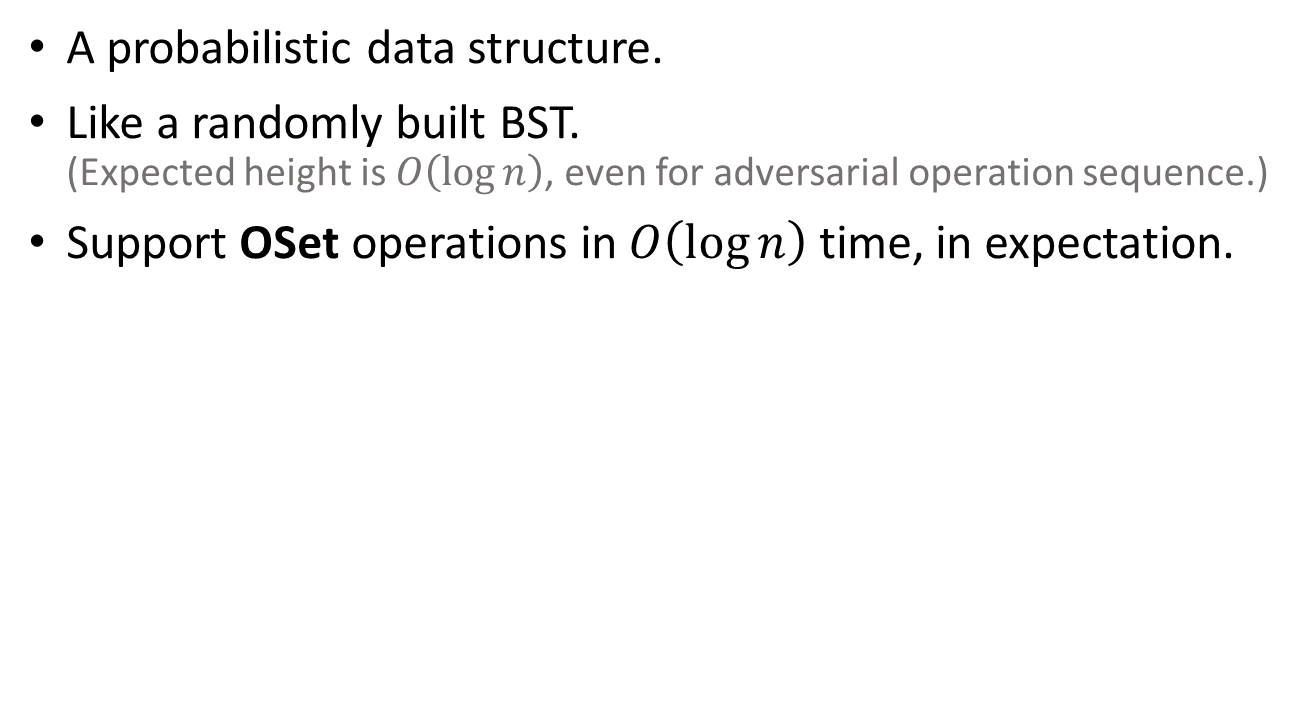 • A probabilistic data structure.
• Like a randomly built BST.
(Expected height is O(log n), even for adversarial operation sequence.)
• Support OSet operations in O(log n) time, in expectation.